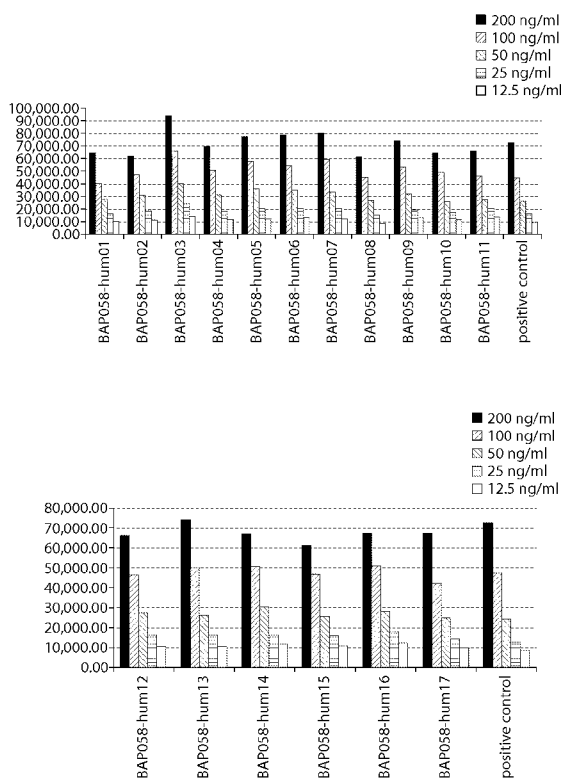 200 ng/ml
100 ng/ml
50 ng/ml
25 ng/ml
12.5 ng/ml
100,000.00
90,000.00
80,000.00
70,000.00
60,000.00
50,000.00
40,000.00
30,000.00
20,000.00
10,000.00
0.00
BAP058-hum01
BAP058-hum02
BAP058-hum03
BAP058-hum04
BAP058-hum05
BAP058-hum06
BAP058-hum07
BAP058-hum08
BAP058-hum09
BAP058-hum10
BAP058-hum11
positive control
200 ng/ml
100 ng/ml
50 ng/ml
25 ng/ml
12.5 ng/ml
80,000.00
70,000.00
60,000.00
50,000.00
40,000.00
30,000.00
20,000.00
10,000.00
0.00
BAP058-hum12
BAP058-hum13
BAP058-hum14
BAP058-hum15
BAP058-hum16
BAP058-hum17
positive control